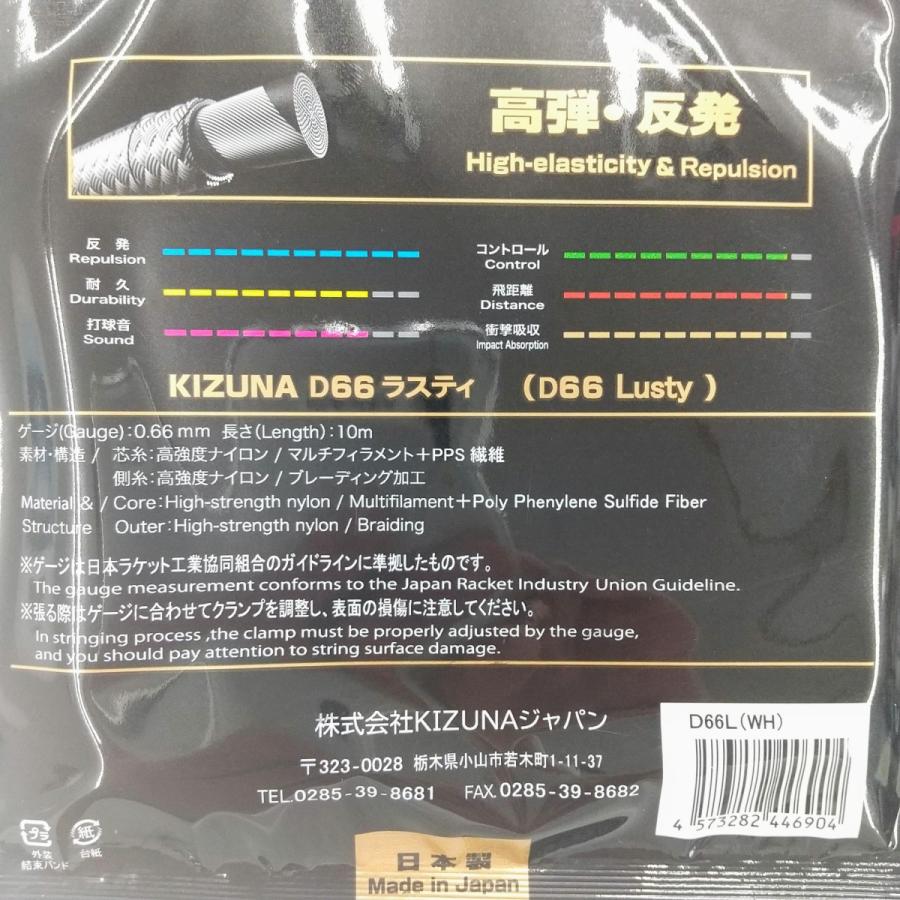 高弾・反発
High-elasticity & Repulsion
反 発
Repulsion
コントロール
Control
耐 久
Durability
飛距離
Distance
打球音
Sound
衝撃吸収
Impact Absorption
KIZUNA D66 ラスティ (D66 Lusty )
ゲージ(Gauge):0.66mm 長さ(Length):10m
素材・構造 / 芯糸:高強度ナイロン / マルチフィラメント+PPS 繊維
側糸:高強度ナイロン / ブレーディング加工
Material & / Core:High-strength nylon / Multifilament+Poly Phenylene Sulfide Fiber
Structure Outer:High-strength nylon / Braiding
※ゲージは日本ラケット工業協同組合のガイドラインに準拠したものです。
The gauge measurement conforms to the Japan Racket Industry Union Guideline.
※張る際はゲージに合わせてクランプを調整し、表面の損傷に注意してください。
In stringing process ,the clamp must be properly adjusted by the gauge,
and you should pay attention to string surface damage.
株式会社KIZUNAジャパン
〒323-0028 栃木県小山市若木町1-11-37
TEL.0285-39-8681 FAX.0285-39-8682
D66L(WH)
4 573282 446904
プラ
外装
結束バンド
紙
台紙
日本製
Made in Japan